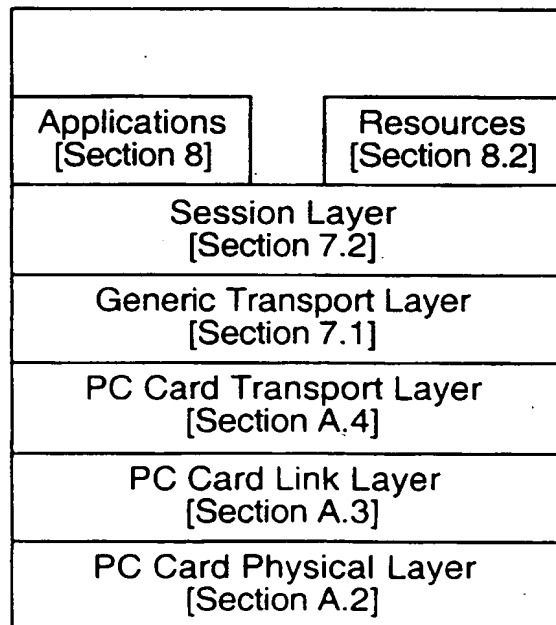 Applications
[Section 8]
Resources
[Section 8.2]
Session Layer
[Section 7.2]
Generic Transport Layer
[Section 7.1]
PC Card Transport Layer
[Section A.4]
PC Card Link Layer
[Section A.3]
PC Card Physical Layer
[Section A.2]